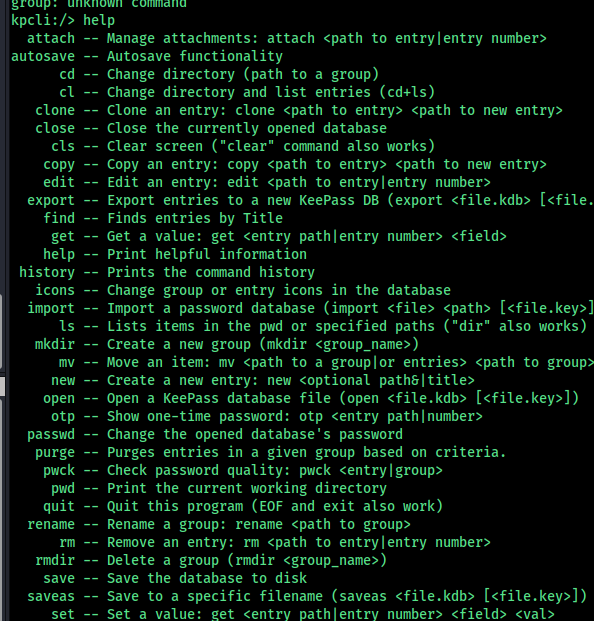 group: unknown command
kpcli:/> help
attach -- Manage attachments: attach <path to entry|entry number>
autosave -- Autosave functionality
cd -- Change directory (path to a group)
cl -- Change directory and list entries (cd+ls)
clone -- Clone an entry: clone <path to entry> <path to new entry>
close -- Close the currently opened database
cls -- Clear screen ("clear" command also works)
copy -- Copy an entry: copy <path to entry> <path to new entry>
edit -- Edit an entry: edit <path to entry|entry number>
export -- Export entries to a new KeePass DB (export <file.kdb> [<file.
find -- Finds entries by Title
get -- Get a value: get <entry path|entry number> <field>
help -- Print helpful information
history -- Prints the command history
icons -- Change group or entry icons in the database
import -- Import a password database (import <file> <path> [<file.key>]
ls -- Lists items in the pwd or specified paths ("dir" also works)
mkdir -- Create a new group (mkdir <group_name>)
mv -- Move an item: mv <path to a group|or entries> <path to group>
new -- Create a new entry: new <optional path&|title>
open -- Open a KeePass database file (open <file.kdb> [<file.key>])
otp -- Show one-time password: otp <entry path|number>
passwd -- Change the opened database's password
purge -- Purges entries in a given group based on criteria.
pwck -- Check password quality: pwck <entry|group>
pwd -- Print the current working directory
quit -- Quit this program (EOF and exit also work)
rename -- Rename a group: rename <path to group>
rm -- Remove an entry: rm <path to entry|entry number>
rmdir -- Delete a group (rmdir <group_name>)
save -- Save the database to disk
saveas -- Save to a specific filename (saveas <file.kdb> [<file.key>])
set -- Set a value: get <entry path|entry number> <field> <val>